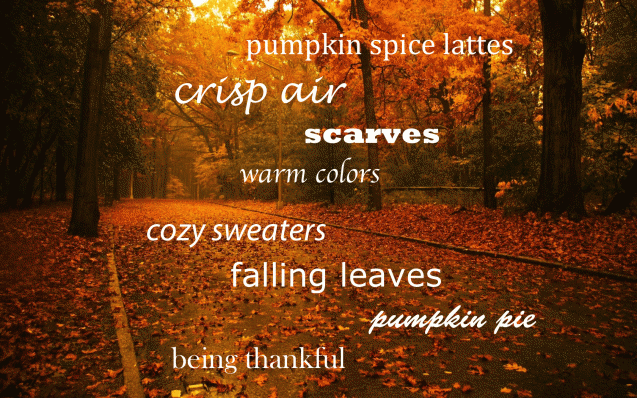 pumpkin spice lattes
crisp air
scarves
warm colors
cozy sweaters
falling leaves
pumpkin pie
being thankful